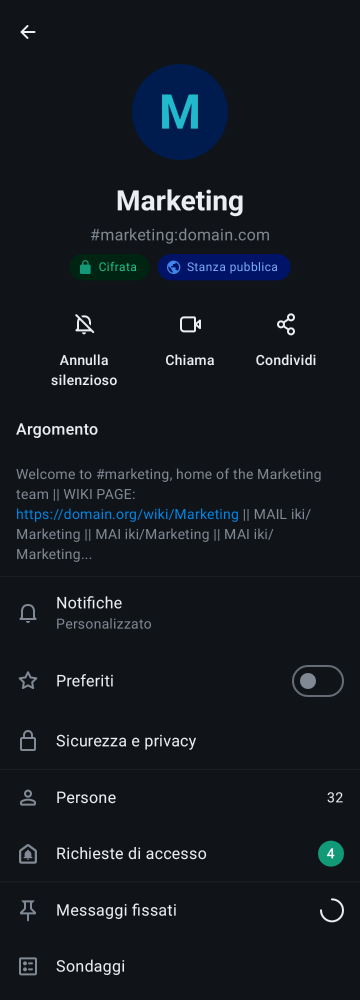 M
Marketing
#marketing:domain.com
Cifrata
Stanza pubblica
Annulla
silenzioso
Chiama
Condividi
Argomento
Welcome to #marketing, home of the Marketing
team || WIKI PAGE:
https://domain.org/wiki/Marketing || MAIL iki/
Marketing || MAI iki/Marketing || MAI iki/
Marketing...
Notifiche
Personalizzato
Preferiti
Sicurezza e privacy
Persone 32
Richieste di accesso 4
Messaggi fissati
Sondaggi